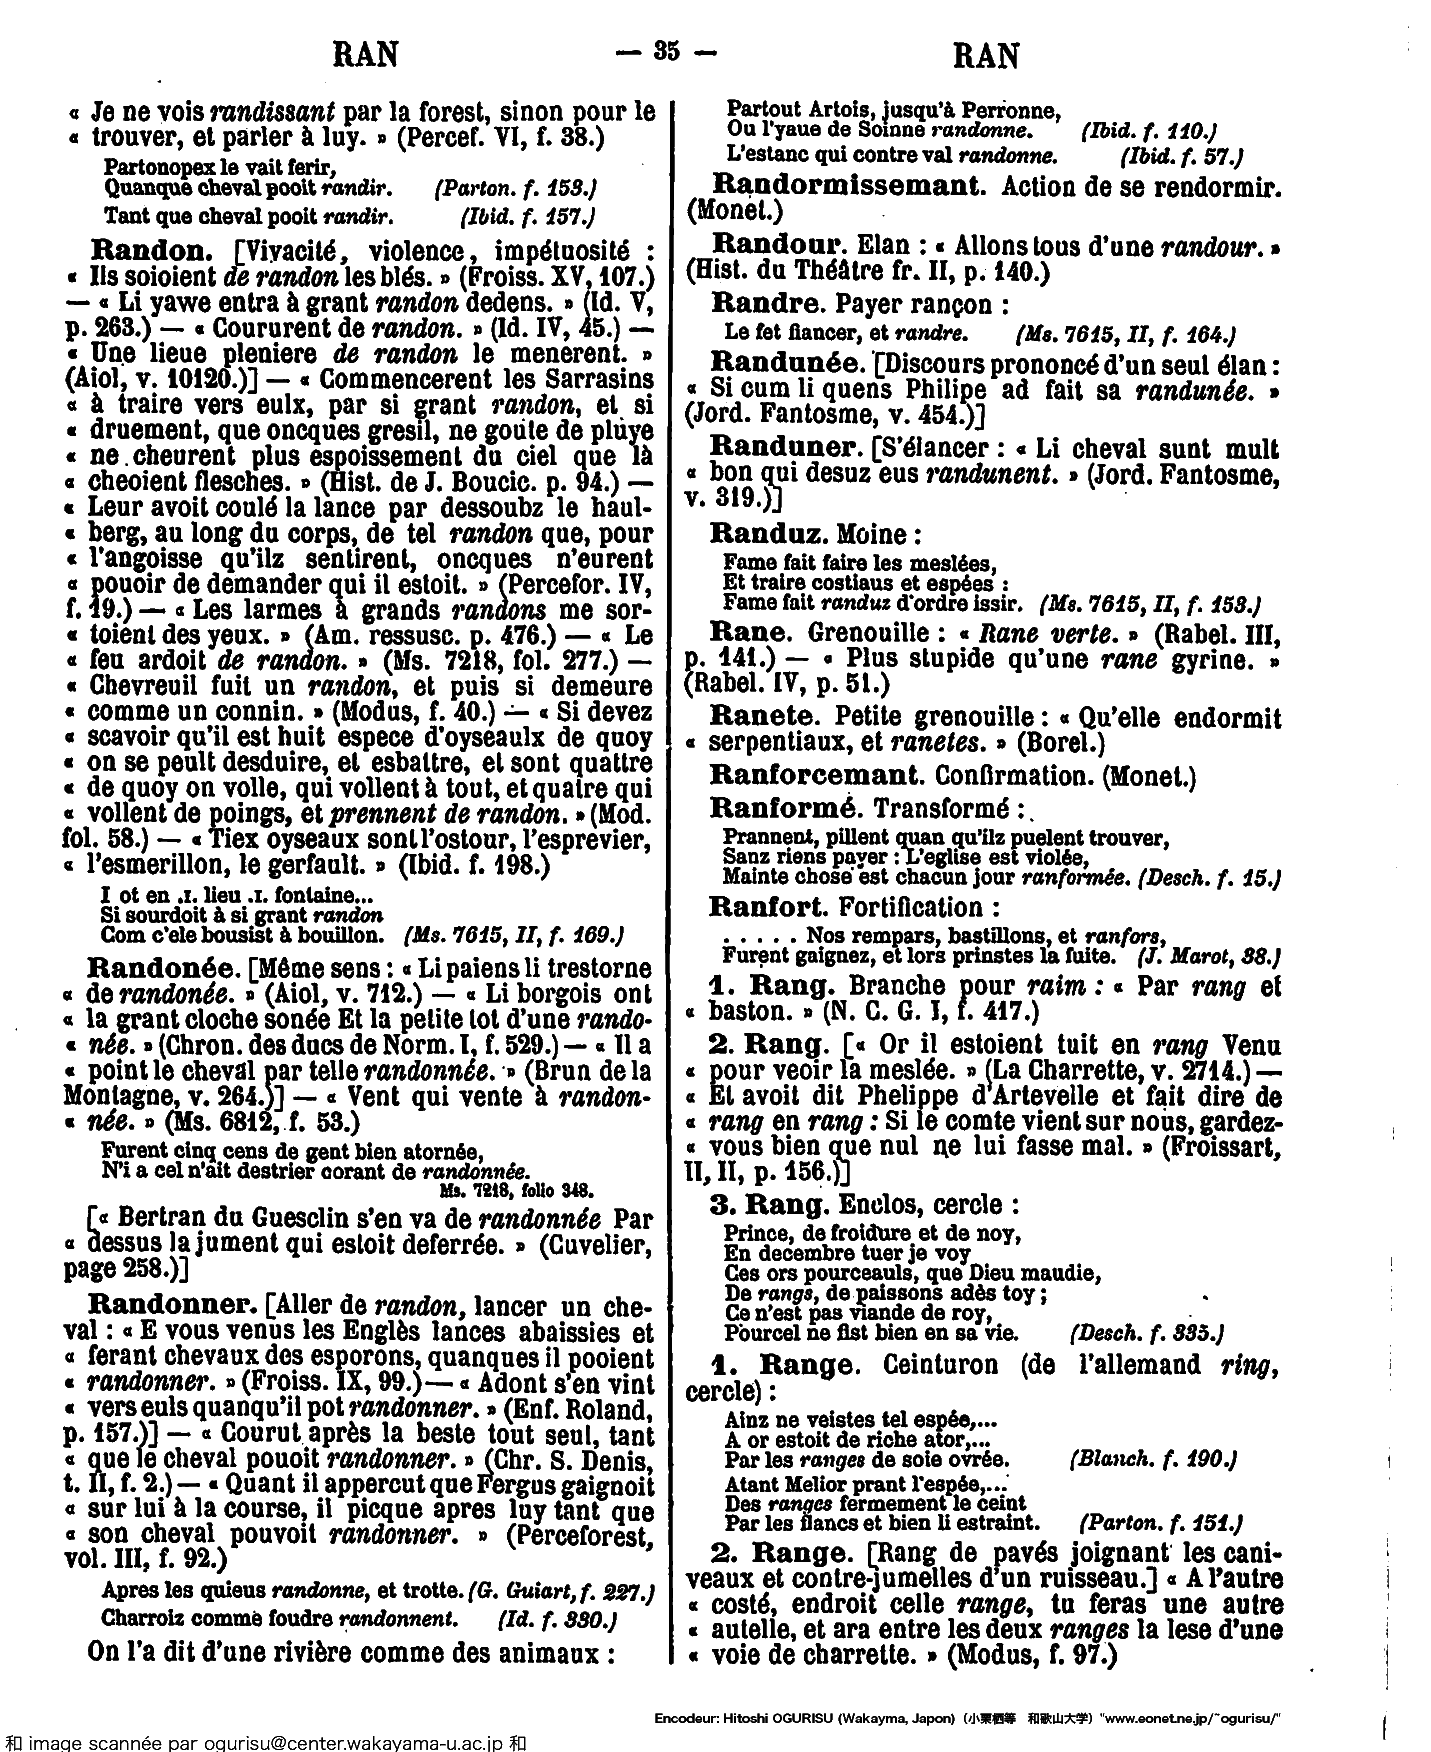 RAN — 35 — RAN
« Je ne vois randissant par la forest, sinon pour le
« trouver, et parler à luy. » (Percef. VI, f. 38.)
Partonopex le vait ferir,
Quanque cheval pooit randir. (Parton. f. 153.)
Tant que cheval pooit randir. (Ibid. f. 157.)
Randon. [Vivacité, violence, impétuosité :
« Ils soioient de randon les blés. » (Froiss. XV, 107.)
— « Li yawe entra à grant randon dedens. » (Id. V,
p. 263.) — « Coururent de randon. » (Id. IV, 45.) —
« Une lieue pleniere de randon le menerent. »
(Aiol, v. 10120.)] — « Commencerent les Sarrasins
« à traire vers eulx, par si grant randon, et si
« druement, que oncques gresil, ne goute de pluye
« ne cheurent plus espoissement du ciel que là
« cheoient flesches. » (Hist. de J. Boucic. p. 94.) —
« Leur avoit coulé la lance par dessoubz le haul-
« berg, au long du corps, de tel randon que, pour
« l'angoisse qu'ilz sentirent, oncques n'eurent
« pouoir de demander qui il estoit. » (Percefor. IV,
f. 19.) — « Les larmes à grands randons me sor-
« toient des yeux. » (Am. ressusc. p. 476.) — « Le
« feu ardoit de randon. » (Ms. 7218, fol. 277.) —
« Chevreuil fuit un randon, et puis si demeure
« comme un connin. » (Modus, f. 40.) — « Si devez
« scavoir qu'il est huit espece d'oyseaulx de quoy
« on se peult desduire, et esbattre, et sont quattre
« de quoy on volle, qui vollent à tout, et quatre qui
« vollent de poings, et prennent de randon. » (Mod.
fol. 58.) — « Tiex oyseaux sont l'ostour, l'esprevier,
« l'esmerillon, le gerfault. » (Ibid. f. 198.)
I ot en .I. lieu .I. fontaine...
Si sourdoit à si grant randon
Com c'ele bousist à bouillon. (Ms. 7615, II, f. 169.)
Randonée. [Même sens : « Li paiens li trestorne
« de randonée. » (Aiol, v. 712.) — « Li borgois ont
« la grant cloche sonée Et la petite tot d'une rando-
« née. » (Chron. des ducs de Norm. I, f. 529.) — « Il a
« point le cheval par telle randonnée. » (Brun de la
Montagne, v. 264.)] — « Vent qui vente à randon-
« née. » (Ms. 6812, f. 53.)
Furent cinq cens de gent bien atornée,
N'i a cel n'ait destrier corant de randonnée.
Ms. 7218, folio 348.
[« Bertran du Guesclin s'en va de randonnée Par
« dessus la jument qui estoit deferrée. » (Cuvelier,
page 258.)]
Randonner. [Aller de randon, lancer un che-
val : « E vous venus les Englès lances abaissies et
« ferant chevaux des esporons, quanques il pooient
« randonner. » (Froiss. IX, 99.) — « Adont s'en vint
« vers euls quanqu'il pot randonner. » (Enf. Roland,
p. 157.)] — « Courut après la beste tout seul, tant
« que le cheval pouoit randonner. » (Chr. S. Denis,
t. II, f. 2.) — « Quant il appercut que Fergus gaignoit
« sur lui à la course, il picque apres luy tant que
« son cheval pouvoit randonner. » (Perceforest,
vol. III, f. 92.)
Apres les quieus randonne, et trotte. (G. Guiart, f. 227.)
Charroiz comme foudre randonnent. (Id. f. 330.)
On l'a dit d'une rivière comme des animaux :
Partout Artois, jusqu'à Perronne,
Ou l'yaue de Soinne randonne. (Ibid. f. 110.)
L'estanc qui contre val randonne. (Ibid. f. 57.)
Randormissemant. Action de se rendormir.
(Monet.)
Randour. Elan : « Allons tous d'une randour. »
(Hist. du Théâtre fr. II, p. 140.)
Randre. Payer rançon :
Le fet fiancer, et randre. (Ms. 7615, II, f. 164.)
Randunée. [Discours prononcé d'un seul élan :
« Si cum li quens Philipe ad fait sa randunée. »
(Jord. Fantosme, v. 454.)]
Randuner. [S'élancer : « Li cheval sunt mult
« bon qui desuz eus randunent. » (Jord. Fantosme,
v. 319.)]
Randuz. Moine :
Fame fait faire les meslées,
Et traire costiaus et espées :
Fame fait randuz d'ordre issir. (Ms. 7615, II, f. 153.)
Rane. Grenouille : « Rane verte. » (Rabel. III,
p. 141.) — « Plus stupide qu'une rane gyrine. »
(Rabel. IV, p. 51.)
Ranete. Petite grenouille : « Qu'elle endormit
« serpentiaux, et ranetes. » (Borel.)
Ranforcemant. Confirmation. (Monet.)
Ranformé. Transformé :
Prannent, pillent quan qu'ilz puelent trouver,
Sanz riens payer : L'eglise est violée,
Mainte chose est chacun jour ranformée. (Desch. f. 15.)
Ranfort. Fortification :
. . . . . Nos rempars, bastillons, et ranfors,
Furent gaignez, et lors prinstes la fuite. (J. Marot, 38.)
1. Rang. Branche pour raim : « Par rang et
« baston. » (N. C. G. I, f. 417.)
2. Rang. [« Or il estoient tuit en rang Venu
« pour veoir la meslée. » (La Charrette, v. 2714.) —
« Et avoit dit Phelippe d'Artevelle et fait dire de
« rang en rang : Si le comte vient sur nous, gardez-
« vous bien que nul ne lui fasse mal. » (Froissart,
II, II, p. 156.)]
3. Rang. Enclos, cercle :
Prince, de froidure et de noy,
En decembre tuer je voy
Ces ors pourceauls, que Dieu maudie,
De rangs, de paissons adès toy ;
Ce n'est pas viande de roy,
Pourcel ne fist bien en sa vie. (Desch. f. 335.)
1. Range. Ceinturon (de l'allemand ring,
cercle) :
Ainz ne veistes tel espée,...
A or estoit de riche ator,...
Par les ranges de soie ovrée. (Blanch. f. 190.)
Atant Melior prant l'espée,...
Des ranges fermement le ceint
Par les flancs et bien li estraint. (Parton. f. 151.)
2. Range. [Rang de pavés joignant les cani-
veaux et contre-jumelles d'un ruisseau.] « A l'autre
« costé, endroit celle range, tu feras une autre
« autelle, et ara entre les deux ranges la lese d'une
« voie de charrette. » (Modus, f. 97.)
Encodeur: Hitoshi OGURISU (Wakayma, Japon) (小栗栖等 和歌山大学) "www.eonet.ne.jp/~ogurisu/"
和 image scannée par ogurisu@center.wakayama-u.ac.jp 和